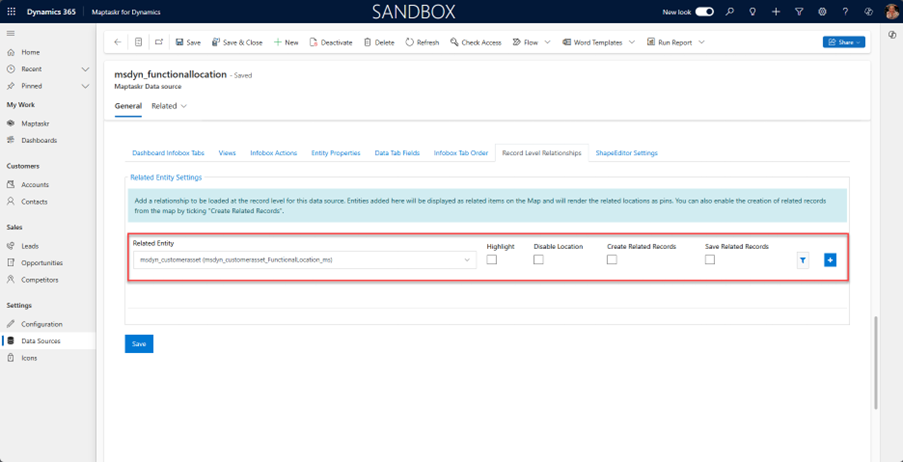 Dynamics 365 Maptaskr for Dynamics SANDBOX New look
Save Save & Close New Deactivate Delete Refresh Check Access Flow Word Templates Run Report Share
Home
Recent
Pinned
My Work
Maptaskr
Dashboards
Customers
Accounts
Contacts
Sales
Leads
Opportunities
Competitors
Settings
Configuration
Data Sources
Icons
msdyn_functionallocation - Saved
Maptaskr Data source
General Related
Dashboard Infobox Tabs Views Infobox Actions Entity Properties Data Tab Fields Infobox Tab Order Record Level Relationships ShapeEditor Settings
Related Entity Settings
Add a relationship to be loaded at the record level for this data source. Entities added here will be displayed as related items on the Map and will render the related locations as pins. You can also enable the creation of related records
from the map by ticking "Create Related Records".
Related Entity Highlight Disable Location Create Related Records Save Related Records
msdyn_customerasset (msdyn_customerasset_FunctionalLocation_ms)
Save